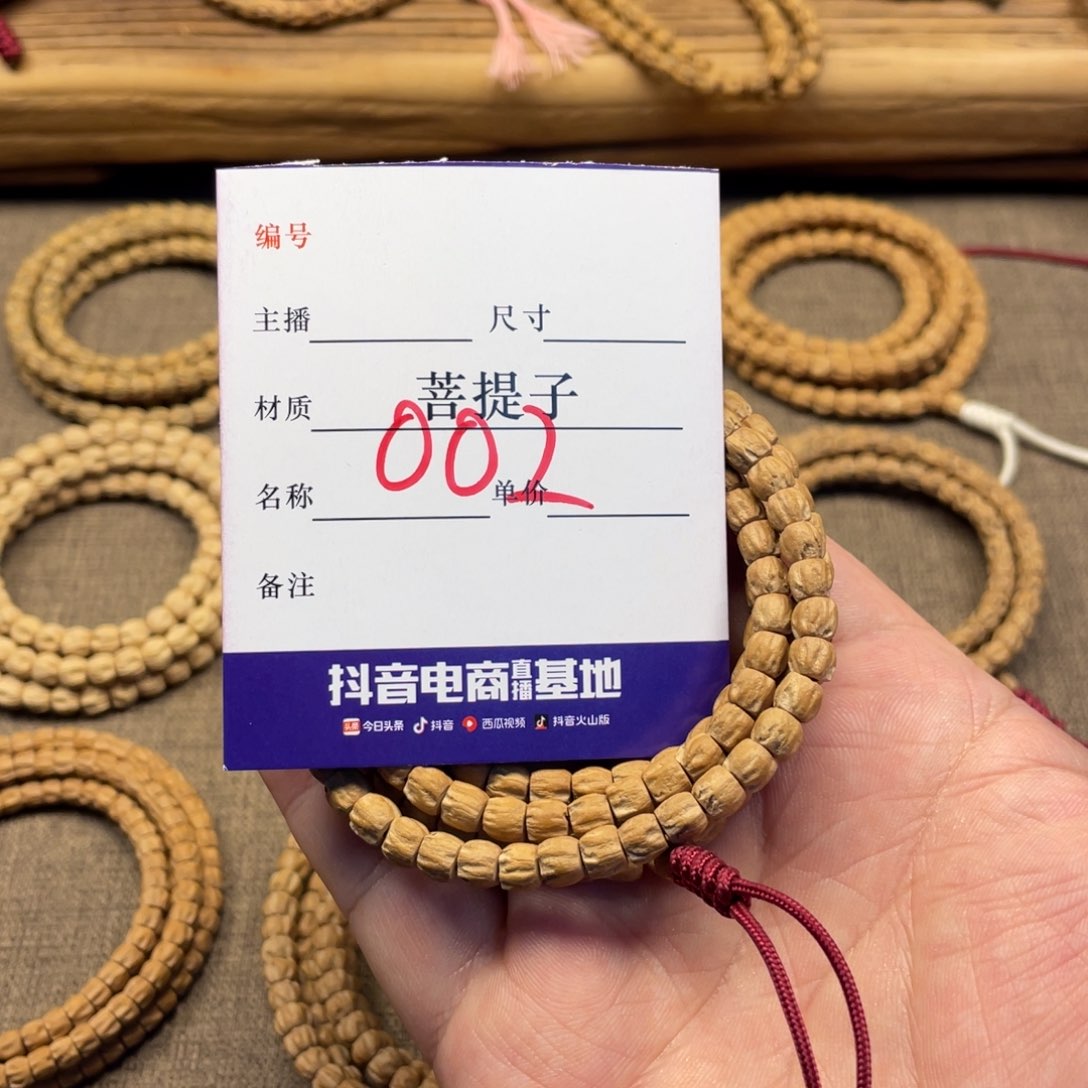 编号
主播 尺寸
材质 菩提子
002
名称 单价
备注
抖音电商直播基地
头条 今日头条 抖音 西瓜视频 抖音火山版